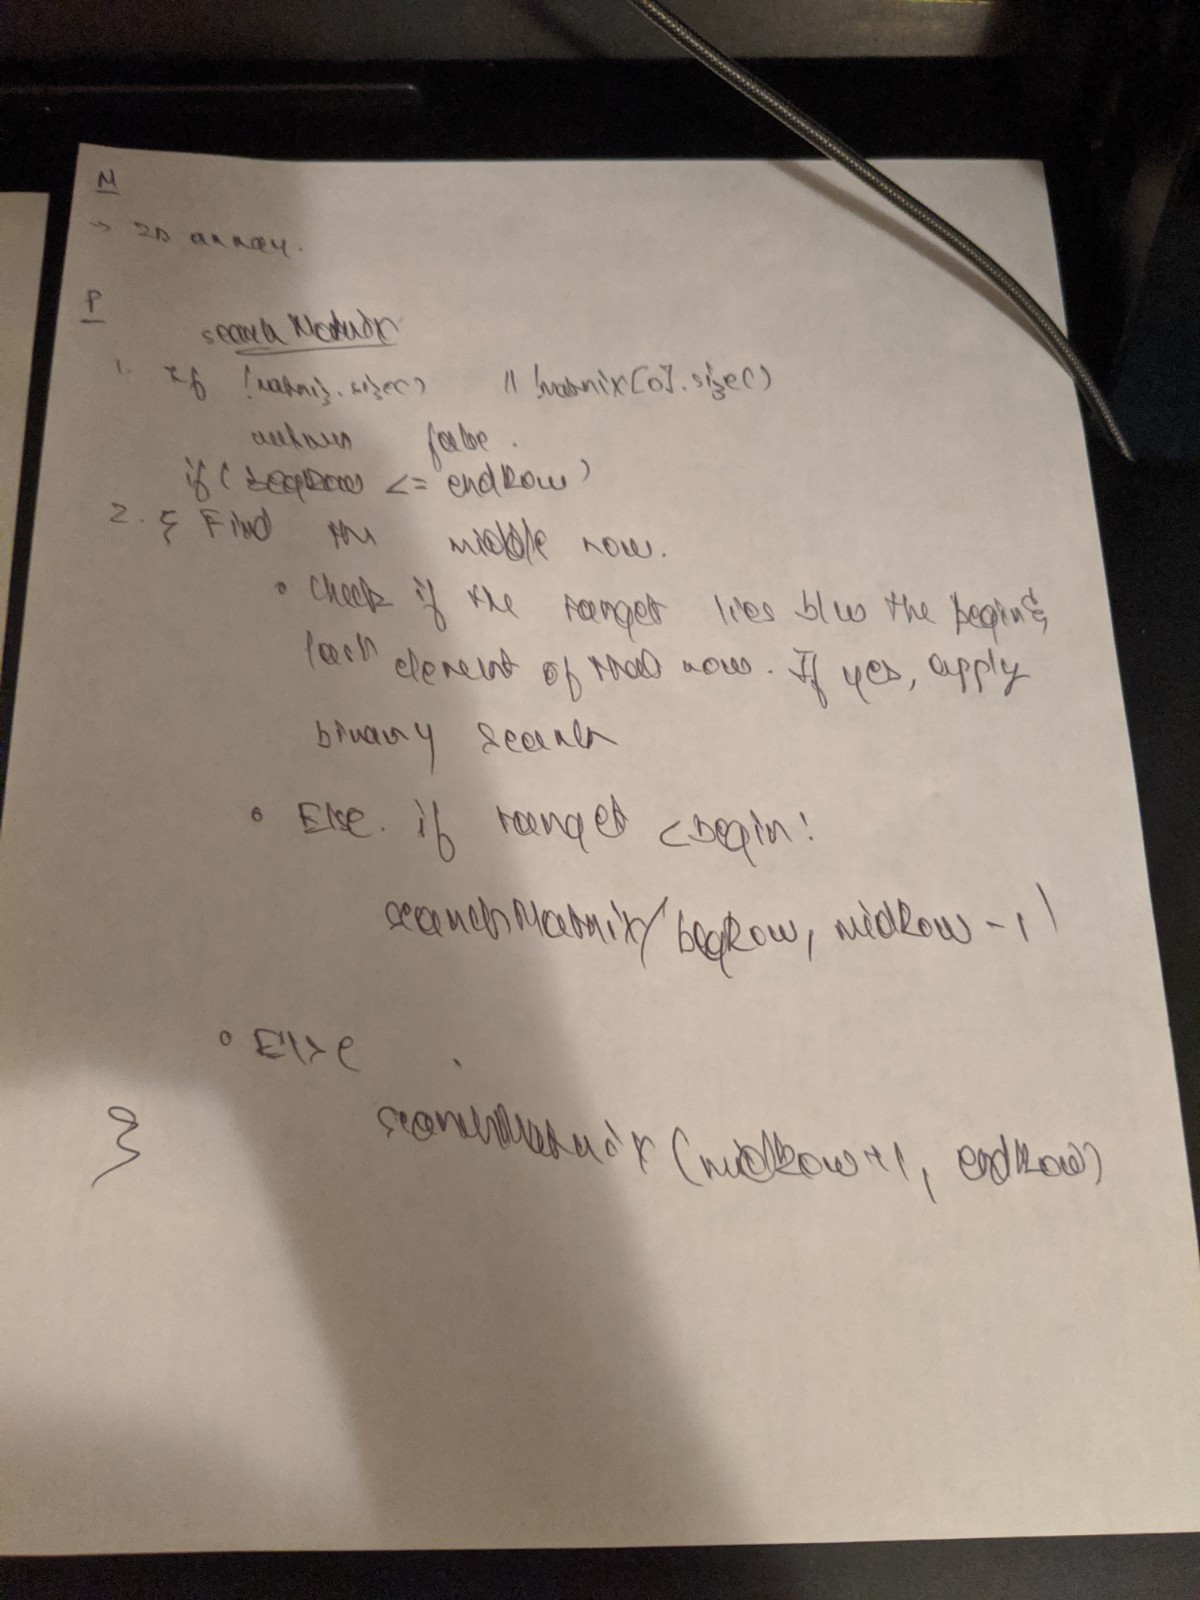 M
→ 2D array.
P
searchMatrix
1. If !matrix.size() || !matrix[0].size()
return false.
if (begRow <= endRow)
2. { Find the middle row.
• Check if the target lies b/w the begin &
last element of that row. If yes, apply
binary search
• Else if target < begin:
searchMatrix(begRow, midRow-1)
• Else
searchMatrix(midRow+1, endRow)
}